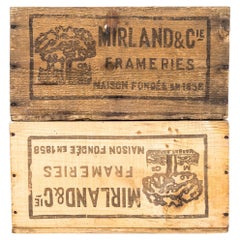 MIRLAND & CIE
FRAMERIES
MAISON FONDÉE EN 1858
MIRLAND & CIE
FRAMERIES
MAISON FONDÉE EN 1858